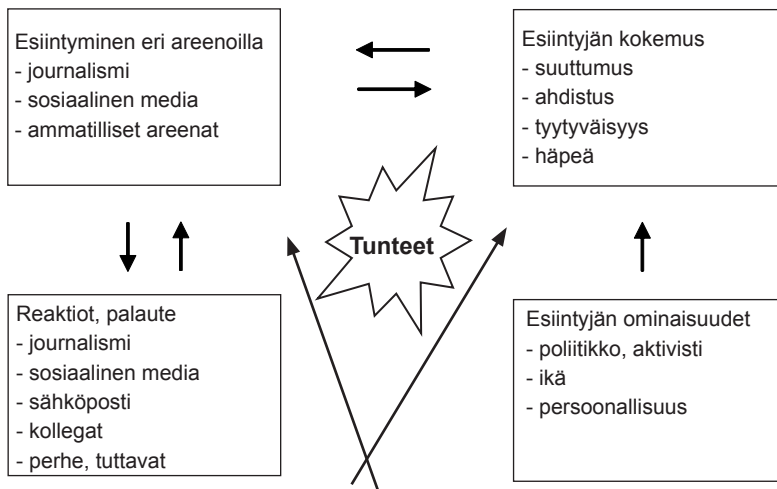 Esiintyminen eri areenoilla
- journalismi
- sosiaalinen media
- ammatilliset areenat
Esiintyjän kokemus
- suuttumus
- ahdistus
- tyytyväisyys
- häpeä
Tunteet
Reaktiot, palaute
- journalismi
- sosiaalinen media
- sähköposti
- kollegat
- perhe, tuttavat
Esiintyjän ominaisuudet
- poliitikko, aktivisti
- ikä
- persoonallisuus